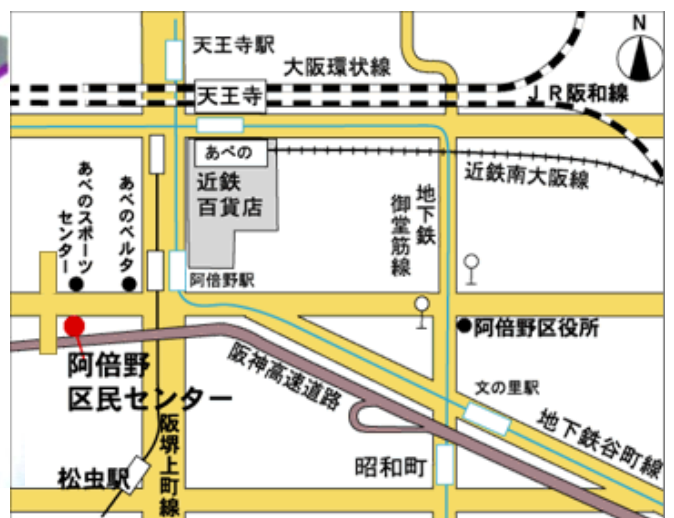 N
天王寺駅
大阪環状線
天王寺
JR阪和線
あべの
近鉄
百貨店
近鉄南大阪線
あべのスポーツ
センター
あべのベルタ
地下鉄
御堂筋線
阿倍野駅
阿倍野区役所
阿倍野
区民センター
阪神高速道路
文の里駅
地下鉄谷町線
阪堺上町線
松虫駅
昭和町